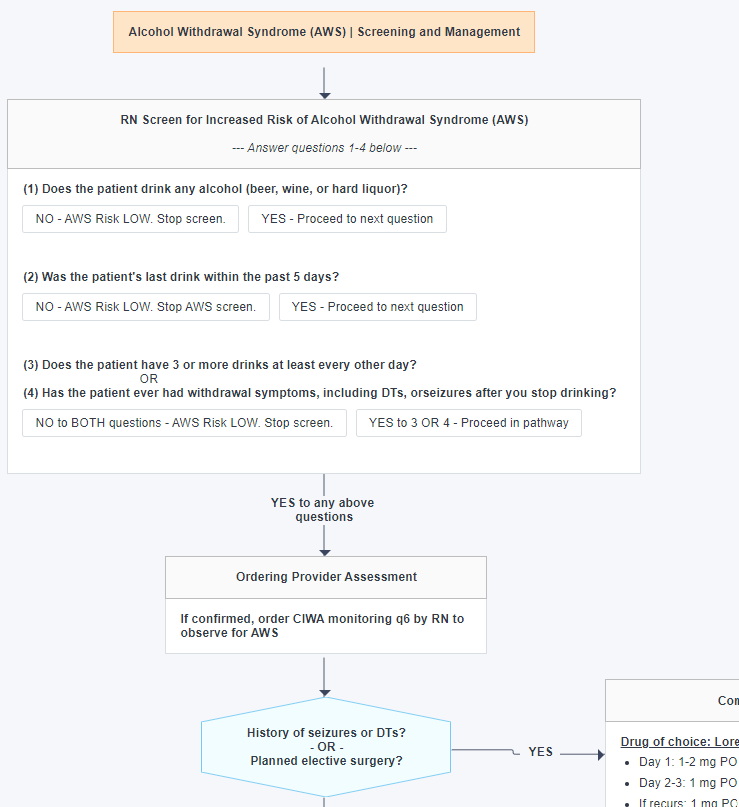 Alcohol Withdrawal Syndrome (AWS) | Screening and Management
RN Screen for Increased Risk of Alcohol Withdrawal Syndrome (AWS)
--- Answer questions 1-4 below ---
(1) Does the patient drink any alcohol (beer, wine, or hard liquor)?
NO - AWS Risk LOW. Stop screen.
YES - Proceed to next question
(2) Was the patient's last drink within the past 5 days?
NO - AWS Risk LOW. Stop AWS screen.
YES - Proceed to next question
(3) Does the patient have 3 or more drinks at least every other day?
OR
(4) Has the patient ever had withdrawal symptoms, including DTs, orseizures after you stop drinking?
NO to BOTH questions - AWS Risk LOW. Stop screen.
YES to 3 OR 4 - Proceed in pathway
YES to any above
questions
Ordering Provider Assessment
If confirmed, order CIWA monitoring q6 by RN to
observe for AWS
History of seizures or DTs?
- OR -
Planned elective surgery?
YES
Drug of choice:
• Day 1: 1-2 mg PO
• Day 2-3: 1 mg PO
• If recurs: 1 mg PO